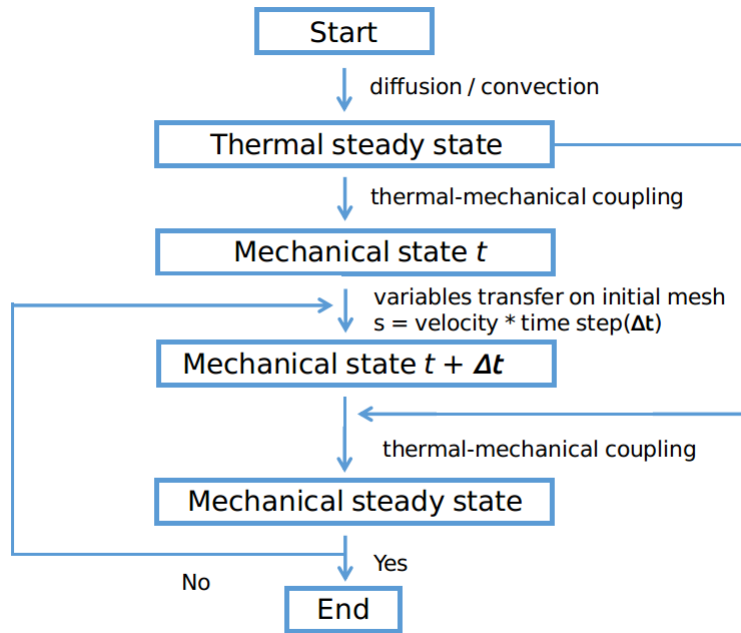 Start
diffusion / convection
Thermal steady state
thermal-mechanical coupling
Mechanical state t
variables transfer on initial mesh
s = velocity * time step(Δt)
Mechanical state t + Δt
thermal-mechanical coupling
Mechanical steady state
Yes
No
End